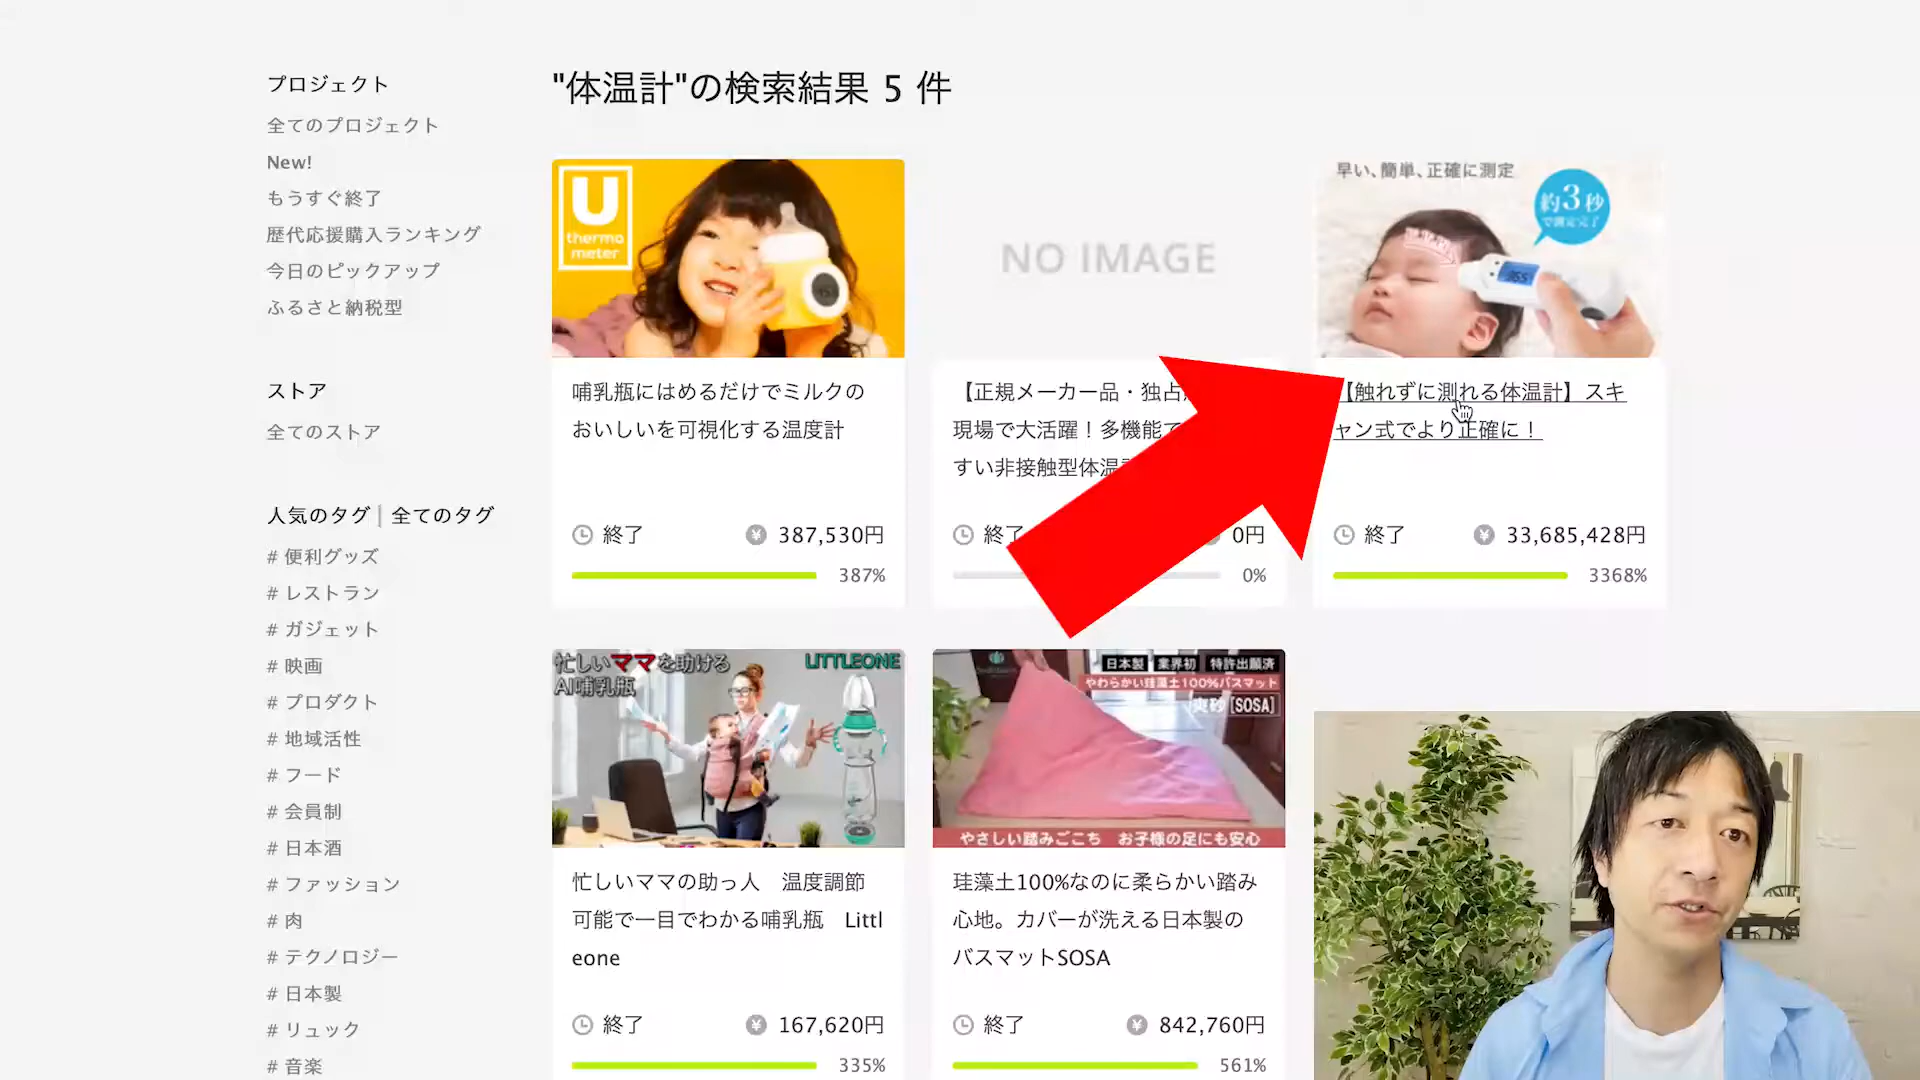 プロジェクト
全てのプロジェクト
New!
もうすぐ終了
歴代応援購入ランキング
今日のピックアップ
ふるさと納税型
ストア
全てのストア
人気のタグ | 全てのタグ
# 便利グッズ
# レストラン
# ガジェット
# 映画
# プロダクト
# 地域活性
# フード
# 会員制
# 日本酒
# ファッション
# 肉
# テクノロジー
# 日本製
# リュック
# 音楽
"体温計"の検索結果 5 件
U
thermo
meter
哺乳瓶にはめるだけでミルクの
おいしいを可視化する温度計
終了 387,530円
387%
NO IMAGE
【正規メーカー品・独占
現場で大活躍！多機能で
すい非接触型体温
終了 0円
0%
早い、簡単、正確に測定
約3秒
で測定完了
【触れずに測れる体温計】スキ
ャン式でより正確に！
終了 33,685,428円
3368%
忙しいママを助ける
AI哺乳瓶
LITTLEONE
忙しいママの助っ人　温度調節
可能で一目でわかる哺乳瓶　Littl
eone
終了 167,620円
335%
日本製 業界初 特許出願済
やわらかい珪藻土100%バスマット
爽砂[SOSA]
やさしい踏みごこち　お子様の足にも安心
珪藻土100%なのに柔らかい踏み
心地。カバーが洗える日本製の
バスマットSOSA
終了 842,760円
561%